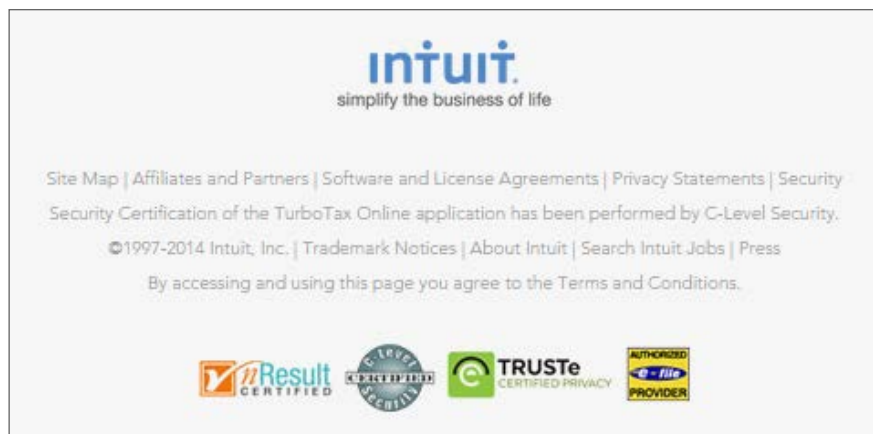 intuit.
simplify the business of life
Site Map | Affiliates and Partners | Software and License Agreements | Privacy Statements | Security
Security Certification of the TurboTax Online application has been performed by C-Level Security.
©1997-2014 Intuit, Inc. | Trademark Notices | About Intuit | Search Intuit Jobs | Press
By accessing and using this page you agree to the Terms and Conditions.
nResult
CERTIFIED
C-Level
CERTIFIED
Security
TRUSTe
CERTIFIED PRIVACY
AUTHORIZED
e-file
PROVIDER